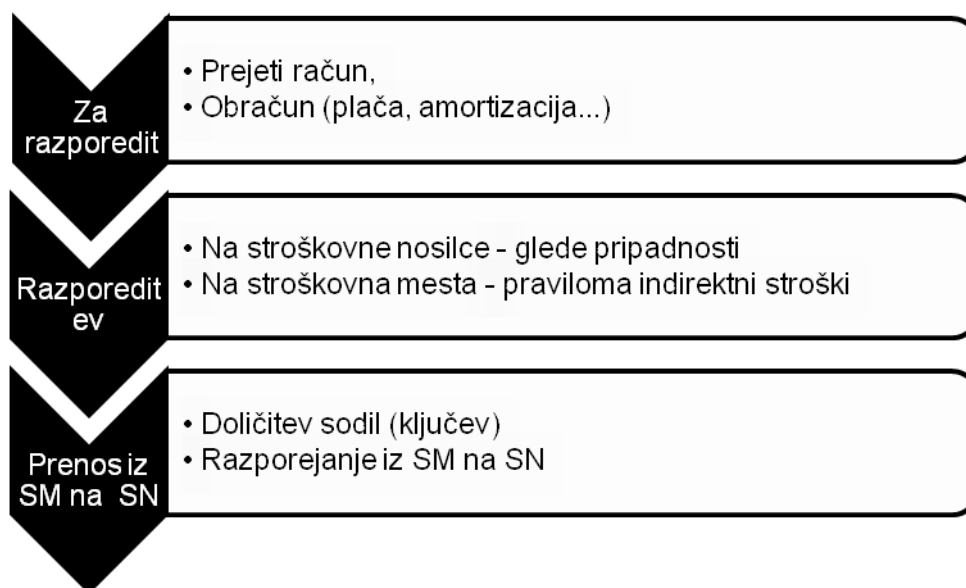 Za
razporedit
• Prejeti račun,
• Obračun (plača, amortizacija...)
Razporedit
ev
• Na stroškovne nosilce - glede pripadnosti
• Na stroškovna mesta - praviloma indirektni stroški
Prenos iz
SM na SN
• Doličitev sodil (ključev)
• Razporejanje iz SM na SN